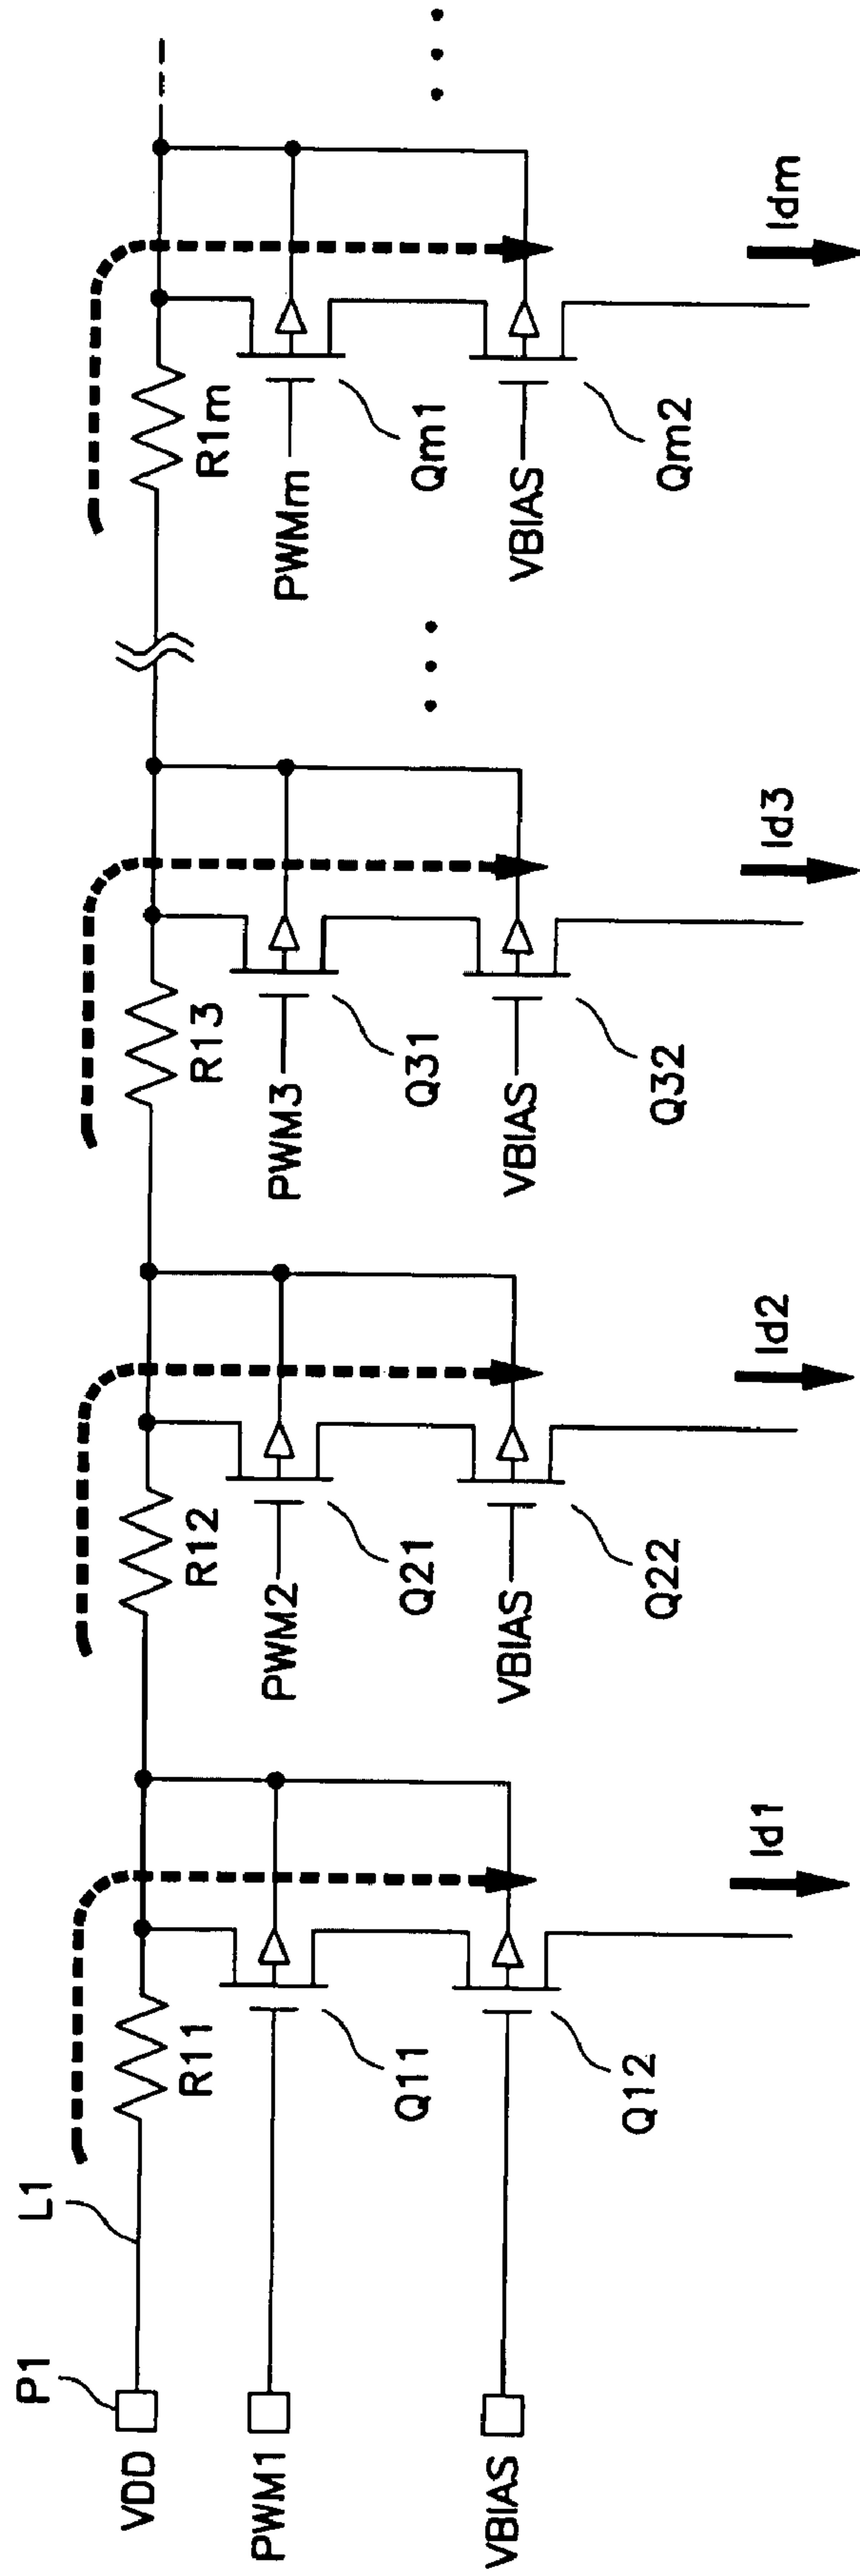 P1
L1
VDD
R11
R12
R13
R1m
PWM1
Q11
PWM2
Q21
PWM3
Q31
PWMm
Qm1
VBIAS
Q12
VBIAS
Q22
VBIAS
Q32
VBIAS
Qm2
Id1
Id2
Id3
Idm